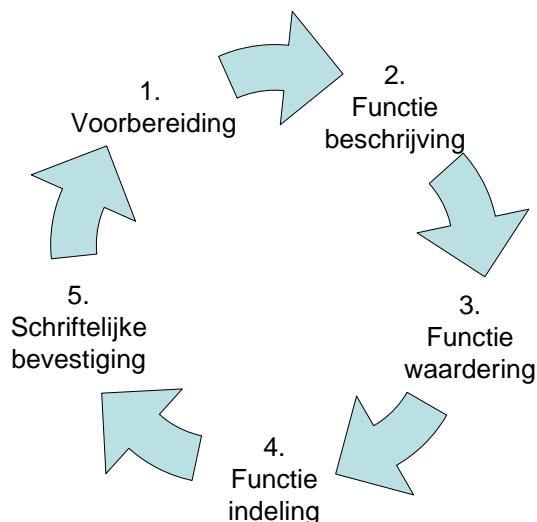 1.
Voorbereiding
2.
Functie
beschrijving
3.
Functie
waardering
4.
Functie
indeling
5.
Schriftelijke
bevestiging